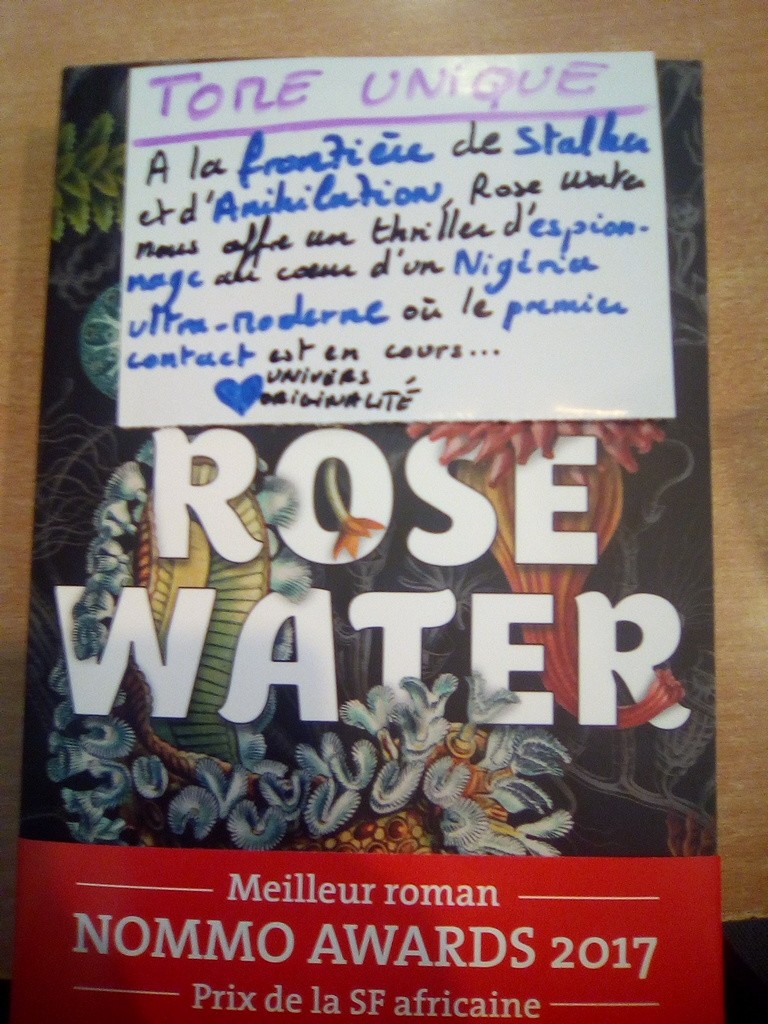 TOME UNIQUE
A la frontière de Stalker
et d'Anihilation, Rose Water
nous offre un thriller d'espion-
nage au cœur d'un Nigéria
ultra-moderne où le premier
contact est en cours...
UNIVERS
ORIGINALITÉ
ROSE
WATER
Meilleur roman
NOMMO AWARDS 2017
Prix de la SF africaine